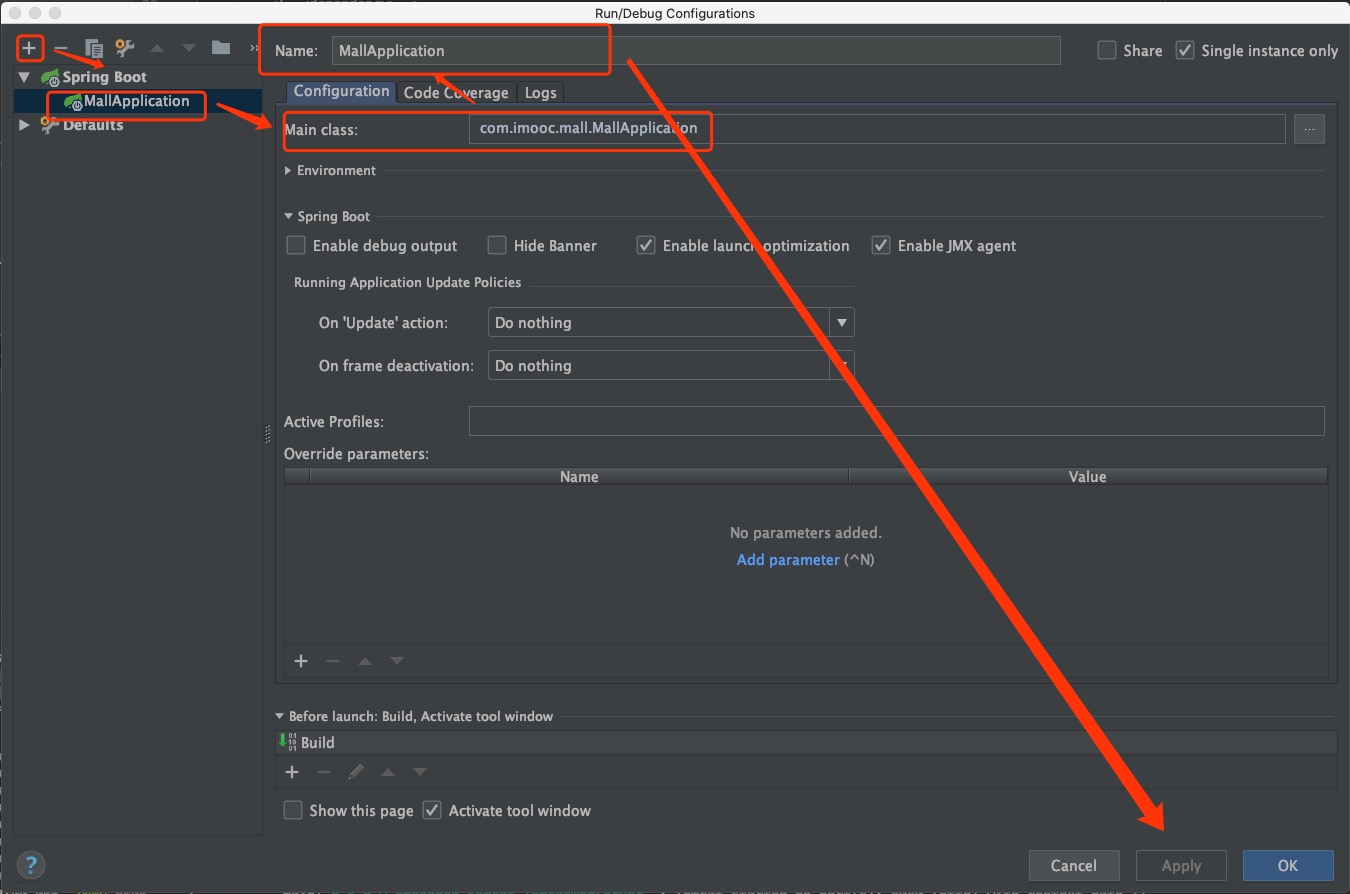 Run/Debug Configurations
Name: MallApplication
Share
Single instance only
Spring Boot
MallApplication
Defaults
Configuration
Code Coverage
Logs
Main class: com.imooc.mall.MallApplication
...
Environment
Spring Boot
Enable debug output
Hide Banner
Enable launch optimization
Enable JMX agent
Running Application Update Policies
On 'Update' action: Do nothing
On frame deactivation: Do nothing
Active Profiles:
Override parameters:
Name Value
No parameters added.
Add parameter (^N)
Before launch: Build, Activate tool window
Build
Show this page
Activate tool window
?
Cancel
Apply
OK